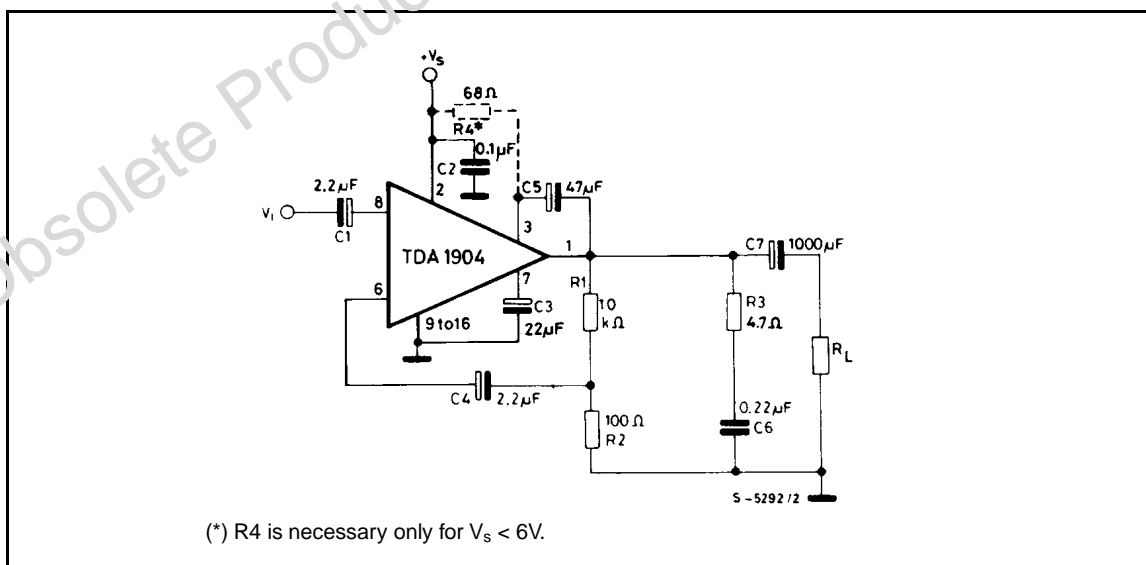 Obsolete Produc
+Vs
68Ω
R4*
0.1µF
C2
2
2.2µF
VI
C1
8
C5
47µF
3
TDA 1904
1
C7
1000µF
6
7
R1
10
kΩ
R3
4.7Ω
9 to 16
C3
22µF
RL
C4
2.2µF
100Ω
R2
0.22µF
C6
S-5292/2
(*) R4 is necessary only for Vs < 6V.